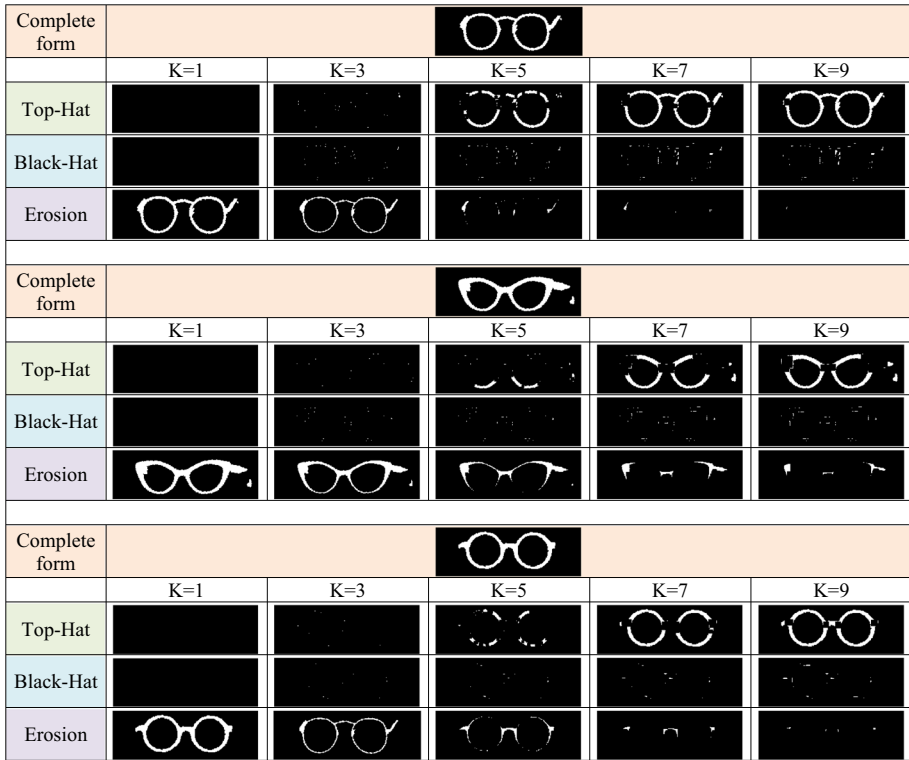 Complete
form
K=1 K=3 K=5 K=7 K=9
Top-Hat
Black-Hat
Erosion
Complete
form
K=1 K=3 K=5 K=7 K=9
Top-Hat
Black-Hat
Erosion
Complete
form
K=1 K=3 K=5 K=7 K=9
Top-Hat
Black-Hat
Erosion